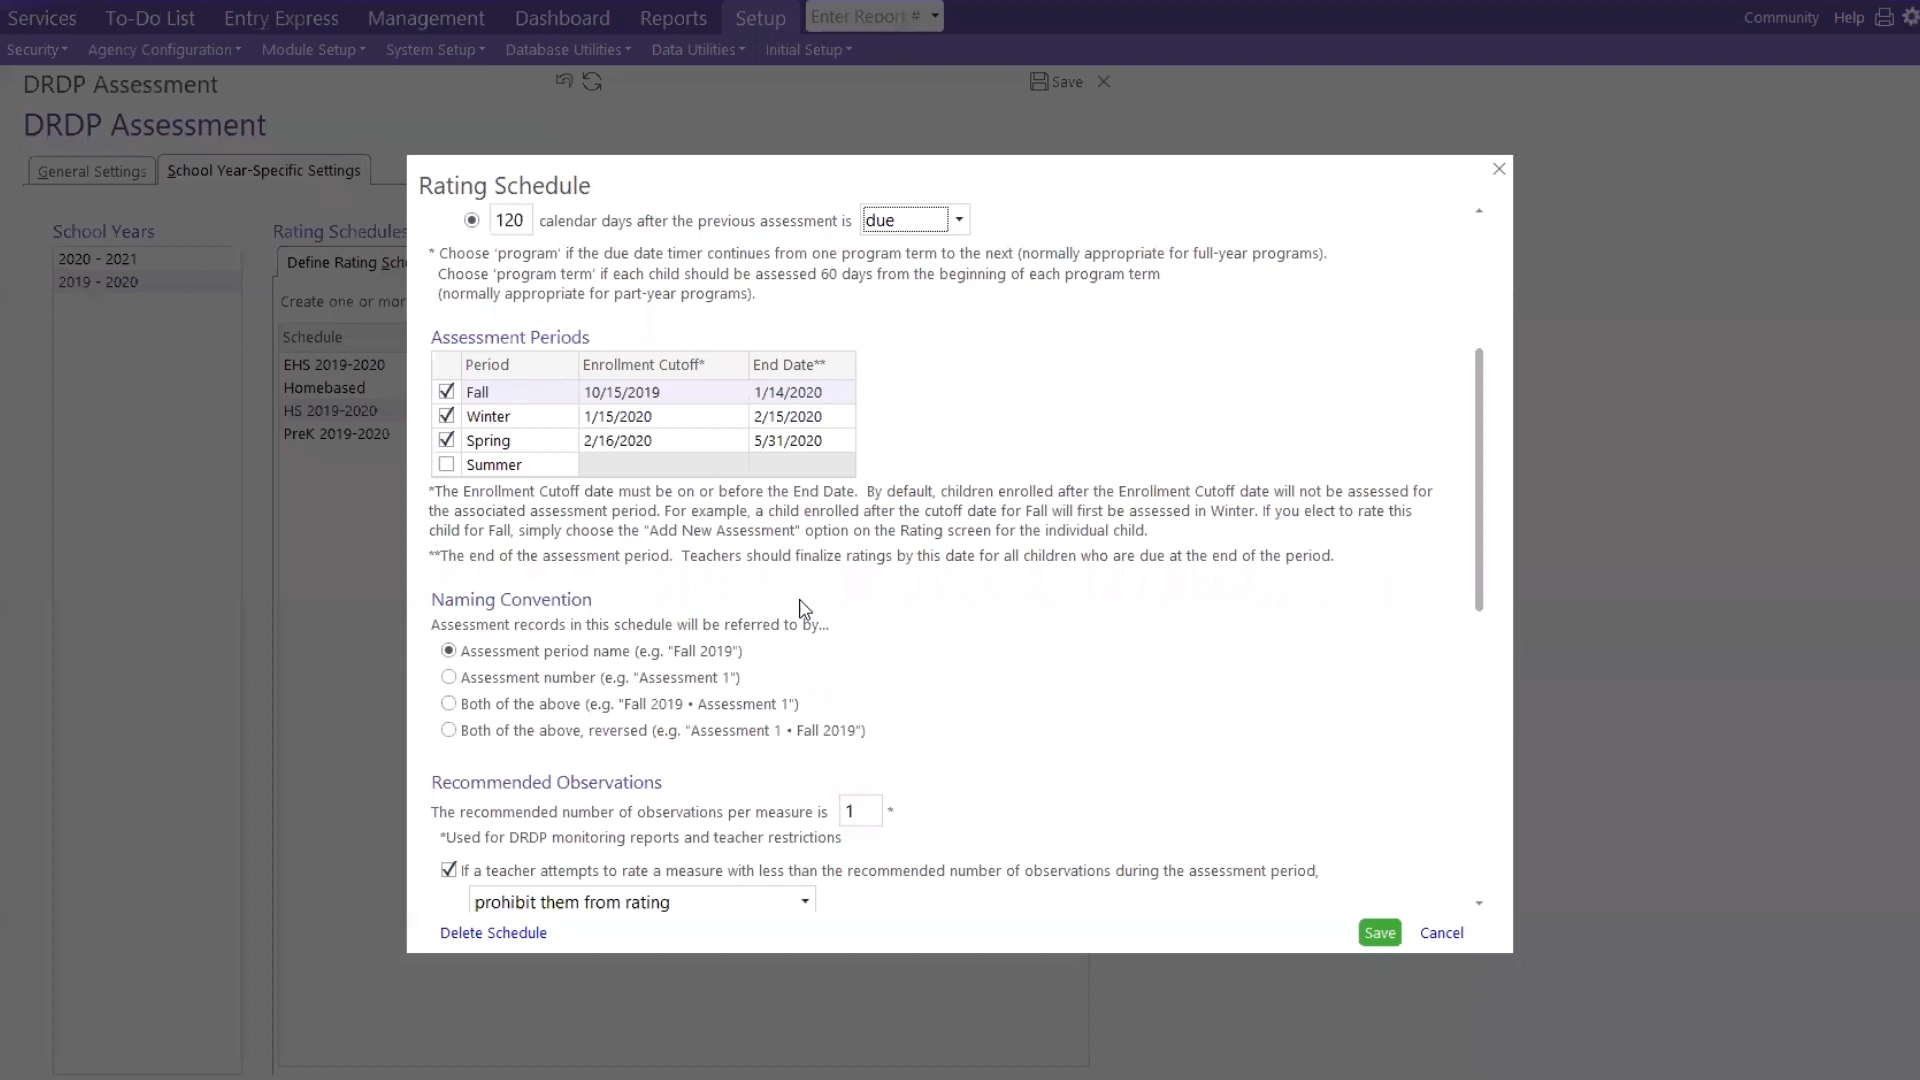 Services To-Do List Entry Express Management Dashboard Reports Setup Enter Report # Community Help
Security Agency Configuration Module Setup System Setup Database Utilities Data Utilities Initial Setup
DRDP Assessment Save
DRDP Assessment
General Settings School Year-Specific Settings
School Years
2020 - 2021
2019 - 2020
Rating Schedules
Define Rating Sch
Create one or mor
Schedule
EHS 2019-2020
Homebased
HS 2019-2020
PreK 2019-2020
Rating Schedule
120 calendar days after the previous assessment is due
* Choose 'program' if the due date timer continues from one program term to the next (normally appropriate for full-year programs).
Choose 'program term' if each child should be assessed 60 days from the beginning of each program term
(normally appropriate for part-year programs).
Assessment Periods
Period Enrollment Cutoff* End Date**
Fall 10/15/2019 1/14/2020
Winter 1/15/2020 2/15/2020
Spring 2/16/2020 5/31/2020
Summer
*The Enrollment Cutoff date must be on or before the End Date. By default, children enrolled after the Enrollment Cutoff date will not be assessed for
the associated assessment period. For example, a child enrolled after the cutoff date for Fall will first be assessed in Winter. If you elect to rate this
child for Fall, simply choose the "Add New Assessment" option on the Rating screen for the individual child.
**The end of the assessment period. Teachers should finalize ratings by this date for all children who are due at the end of the period.
Naming Convention
Assessment records in this schedule will be referred to by...
Assessment period name (e.g. "Fall 2019")
Assessment number (e.g. "Assessment 1")
Both of the above (e.g. "Fall 2019 • Assessment 1")
Both of the above, reversed (e.g. "Assessment 1 • Fall 2019")
Recommended Observations
The recommended number of observations per measure is 1 *
*Used for DRDP monitoring reports and teacher restrictions
If a teacher attempts to rate a measure with less than the recommended number of observations during the assessment period,
prohibit them from rating
Delete Schedule Save Cancel